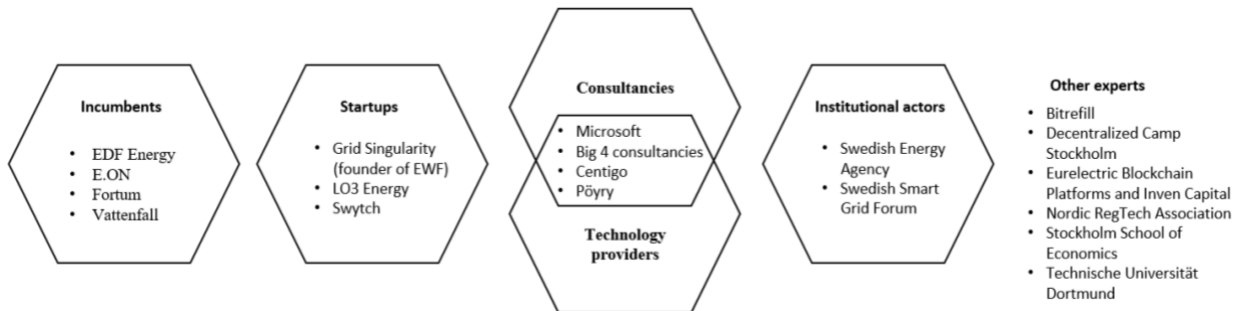 Incumbents
• EDF Energy
• E.ON
• Fortum
• Vattenfall
Startups
• Grid Singularity
(founder of EWF)
• LO3 Energy
• Swytch
Consultancies
• Microsoft
• Big 4 consultancies
• Centigo
• Pöyry
Technology
providers
Institutional actors
• Swedish Energy
Agency
• Swedish Smart
Grid Forum
Other experts
• Bitrefill
• Decentralized Camp
Stockholm
• Eurelectric Blockchain
Platforms and Inven Capital
• Nordic RegTech Association
• Stockholm School of
Economics
• Technische Universität
Dortmund